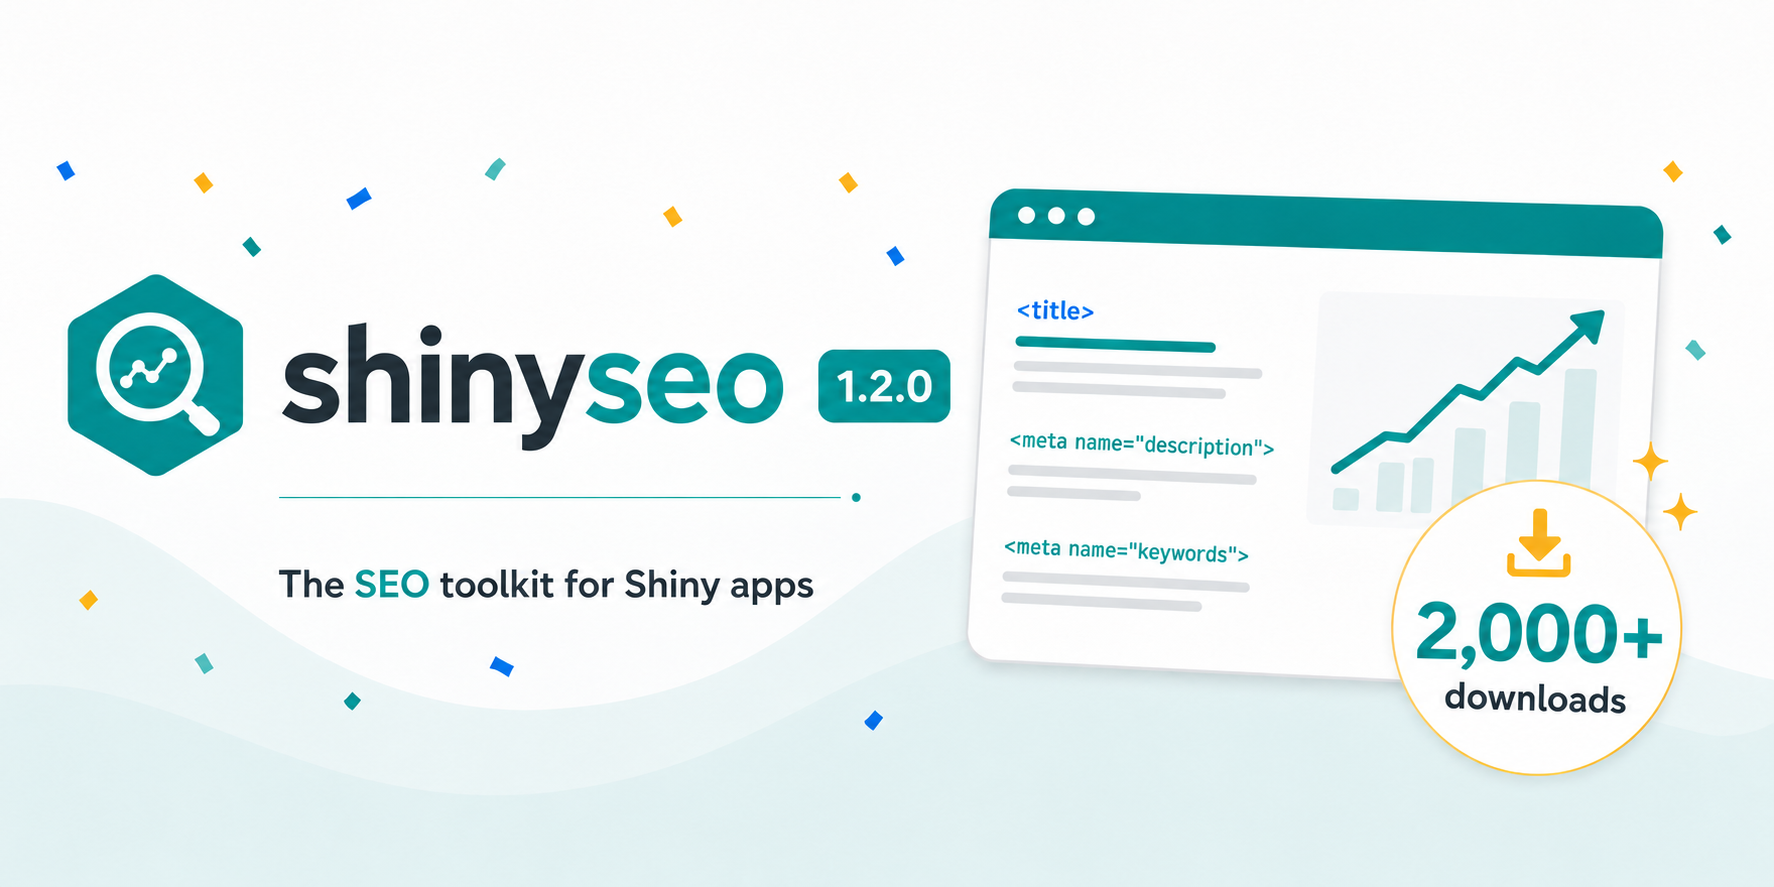 shinyseo 1.2.0
The SEO toolkit for Shiny apps
<title>
<meta name="description">
<meta name="keywords">
2,000+
downloads